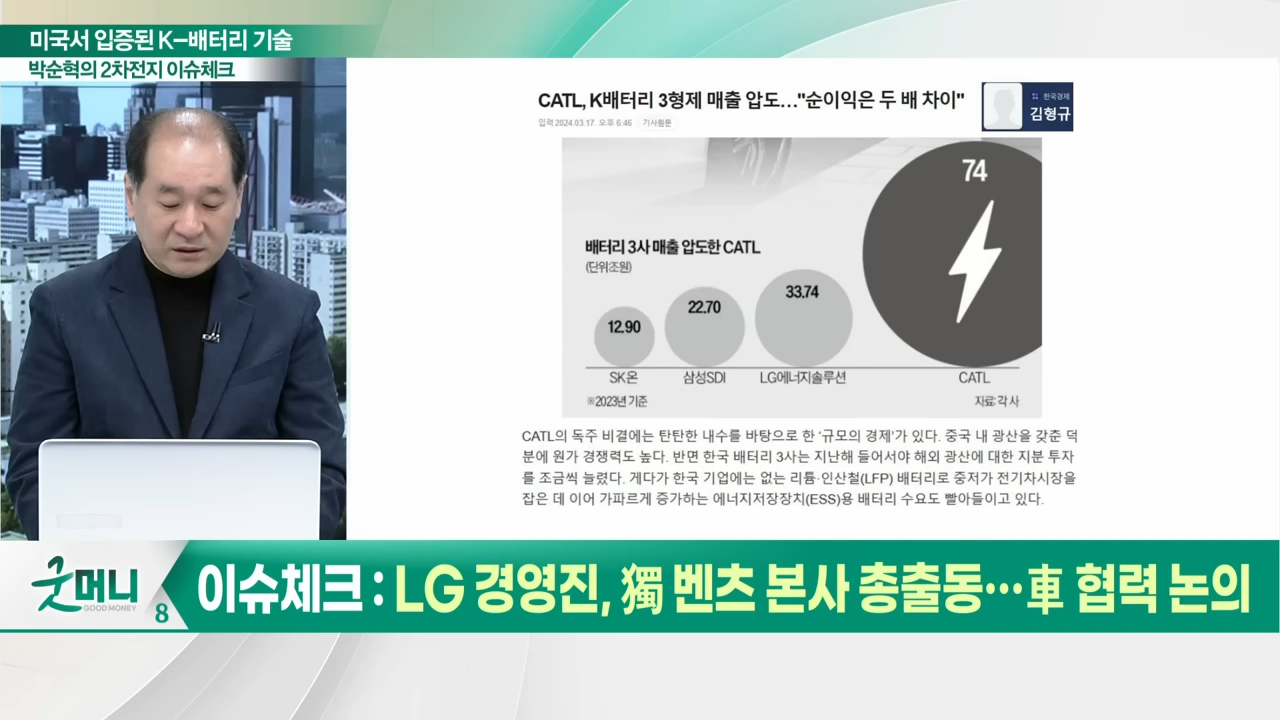 미국서 입증된 K-배터리 기술
박순혁의 2차전지 이슈체크
CATL, K배터리 3형제 매출 압도…"순이익은 두 배 차이"
입력 2024.03.17. 오후 6:46 기사원문
한국경제
김형규
배터리 3사 매출 압도한 CATL
(단위:조원)
12.90
22.70
33.74
74
SK온
삼성SDI
LG에너지솔루션
CATL
※2023년 기준
자료:각 사
CATL의 독주 비결에는 탄탄한 내수를 바탕으로 한 '규모의 경제'가 있다. 중국 내 광산을 갖춘 덕
분에 원가 경쟁력도 높다. 반면 한국 배터리 3사는 지난해 들어서야 해외 광산에 대한 지분 투자
를 조금씩 늘렸다. 게다가 한국 기업에는 없는 리튬·인산철(LFP) 배터리로 중저가 전기차시장을
잡은 데 이어 가파르게 증가하는 에너지저장장치(ESS)용 배터리 수요도 빨아들이고 있다.
굿머니
GOOD MONEY
8
이슈체크 : LG 경영진, 獨 벤츠 본사 총출동…車 협력 논의